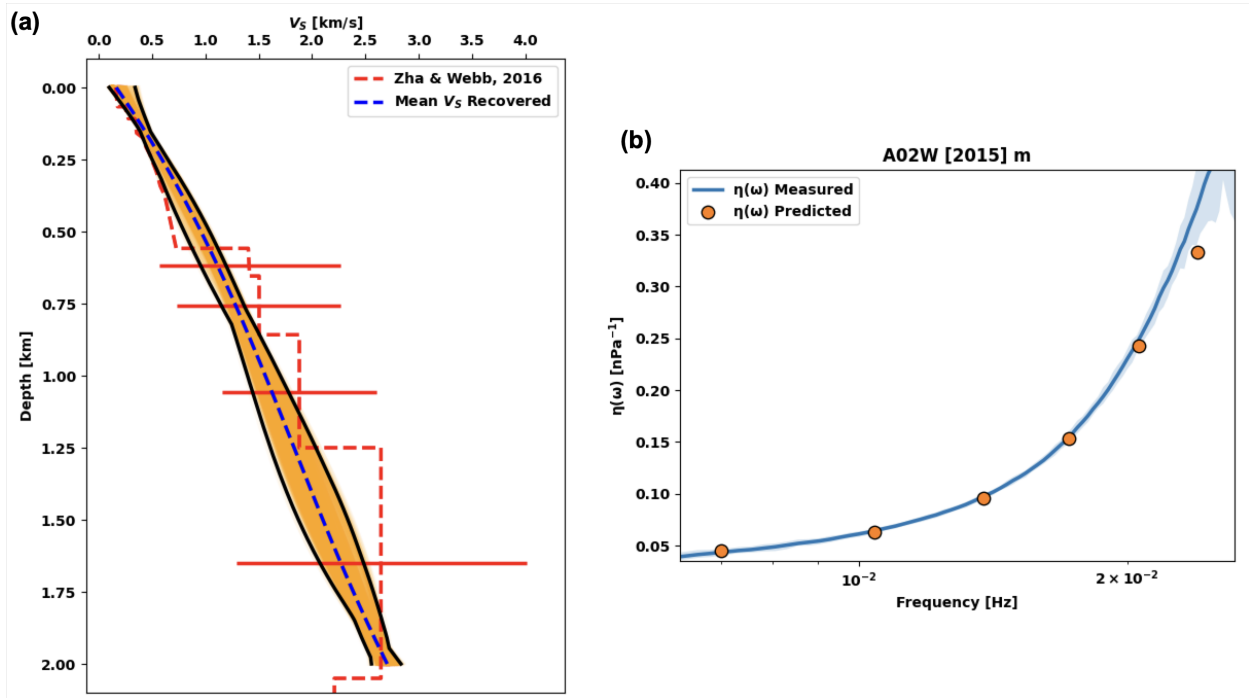 (a)
V_S [km/s]
0.0 0.5 1.0 1.5 2.0 2.5 3.0 3.5 4.0
Zha & Webb, 2016
Mean V_S Recovered
Depth [km]
0.00
0.25
0.50
0.75
1.00
1.25
1.50
1.75
2.00
(b)
A02W [2015] m
η(ω) Measured
η(ω) Predicted
η(ω) [nPa⁻¹]
0.40
0.35
0.30
0.25
0.20
0.15
0.10
0.05
10⁻² 2 × 10⁻²
Frequency [Hz]